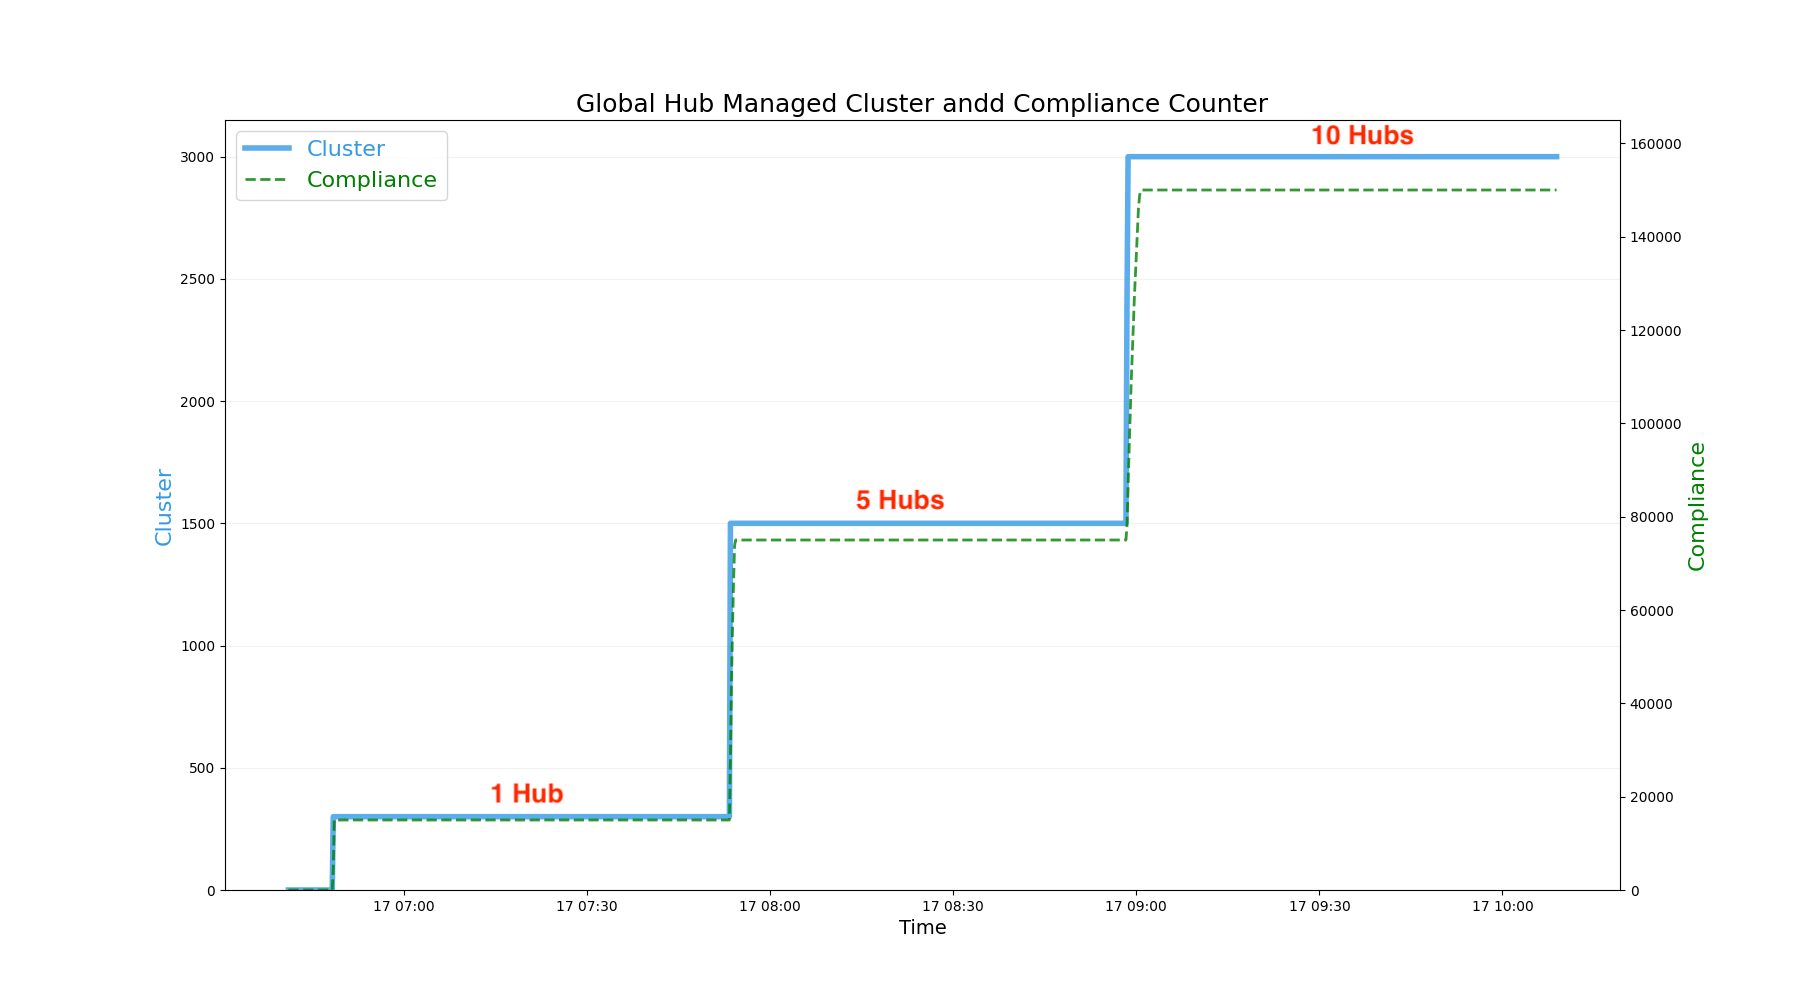 Global Hub Managed Cluster andd Compliance Counter
Cluster
Compliance
10 Hubs
5 Hubs
1 Hub
3000
2500
2000
1500
1000
500
0
Cluster
160000
140000
120000
100000
80000
60000
40000
20000
0
Compliance
17 07:00 17 07:30 17 08:00 17 08:30 17 09:00 17 09:30 17 10:00
Time